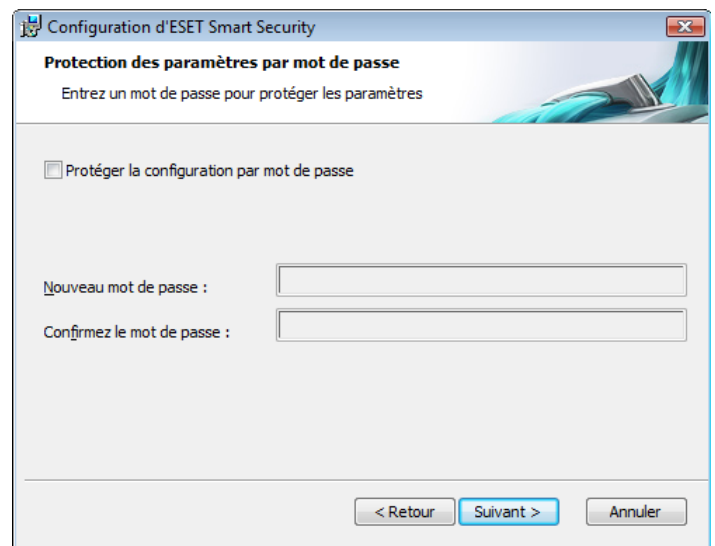 Configuration d'ESET Smart Security
Protection des paramètres par mot de passe
Entrez un mot de passe pour protéger les paramètres
Protéger la configuration par mot de passe
Nouveau mot de passe :
Confirmez le mot de passe :
< Retour Suivant > Annuler